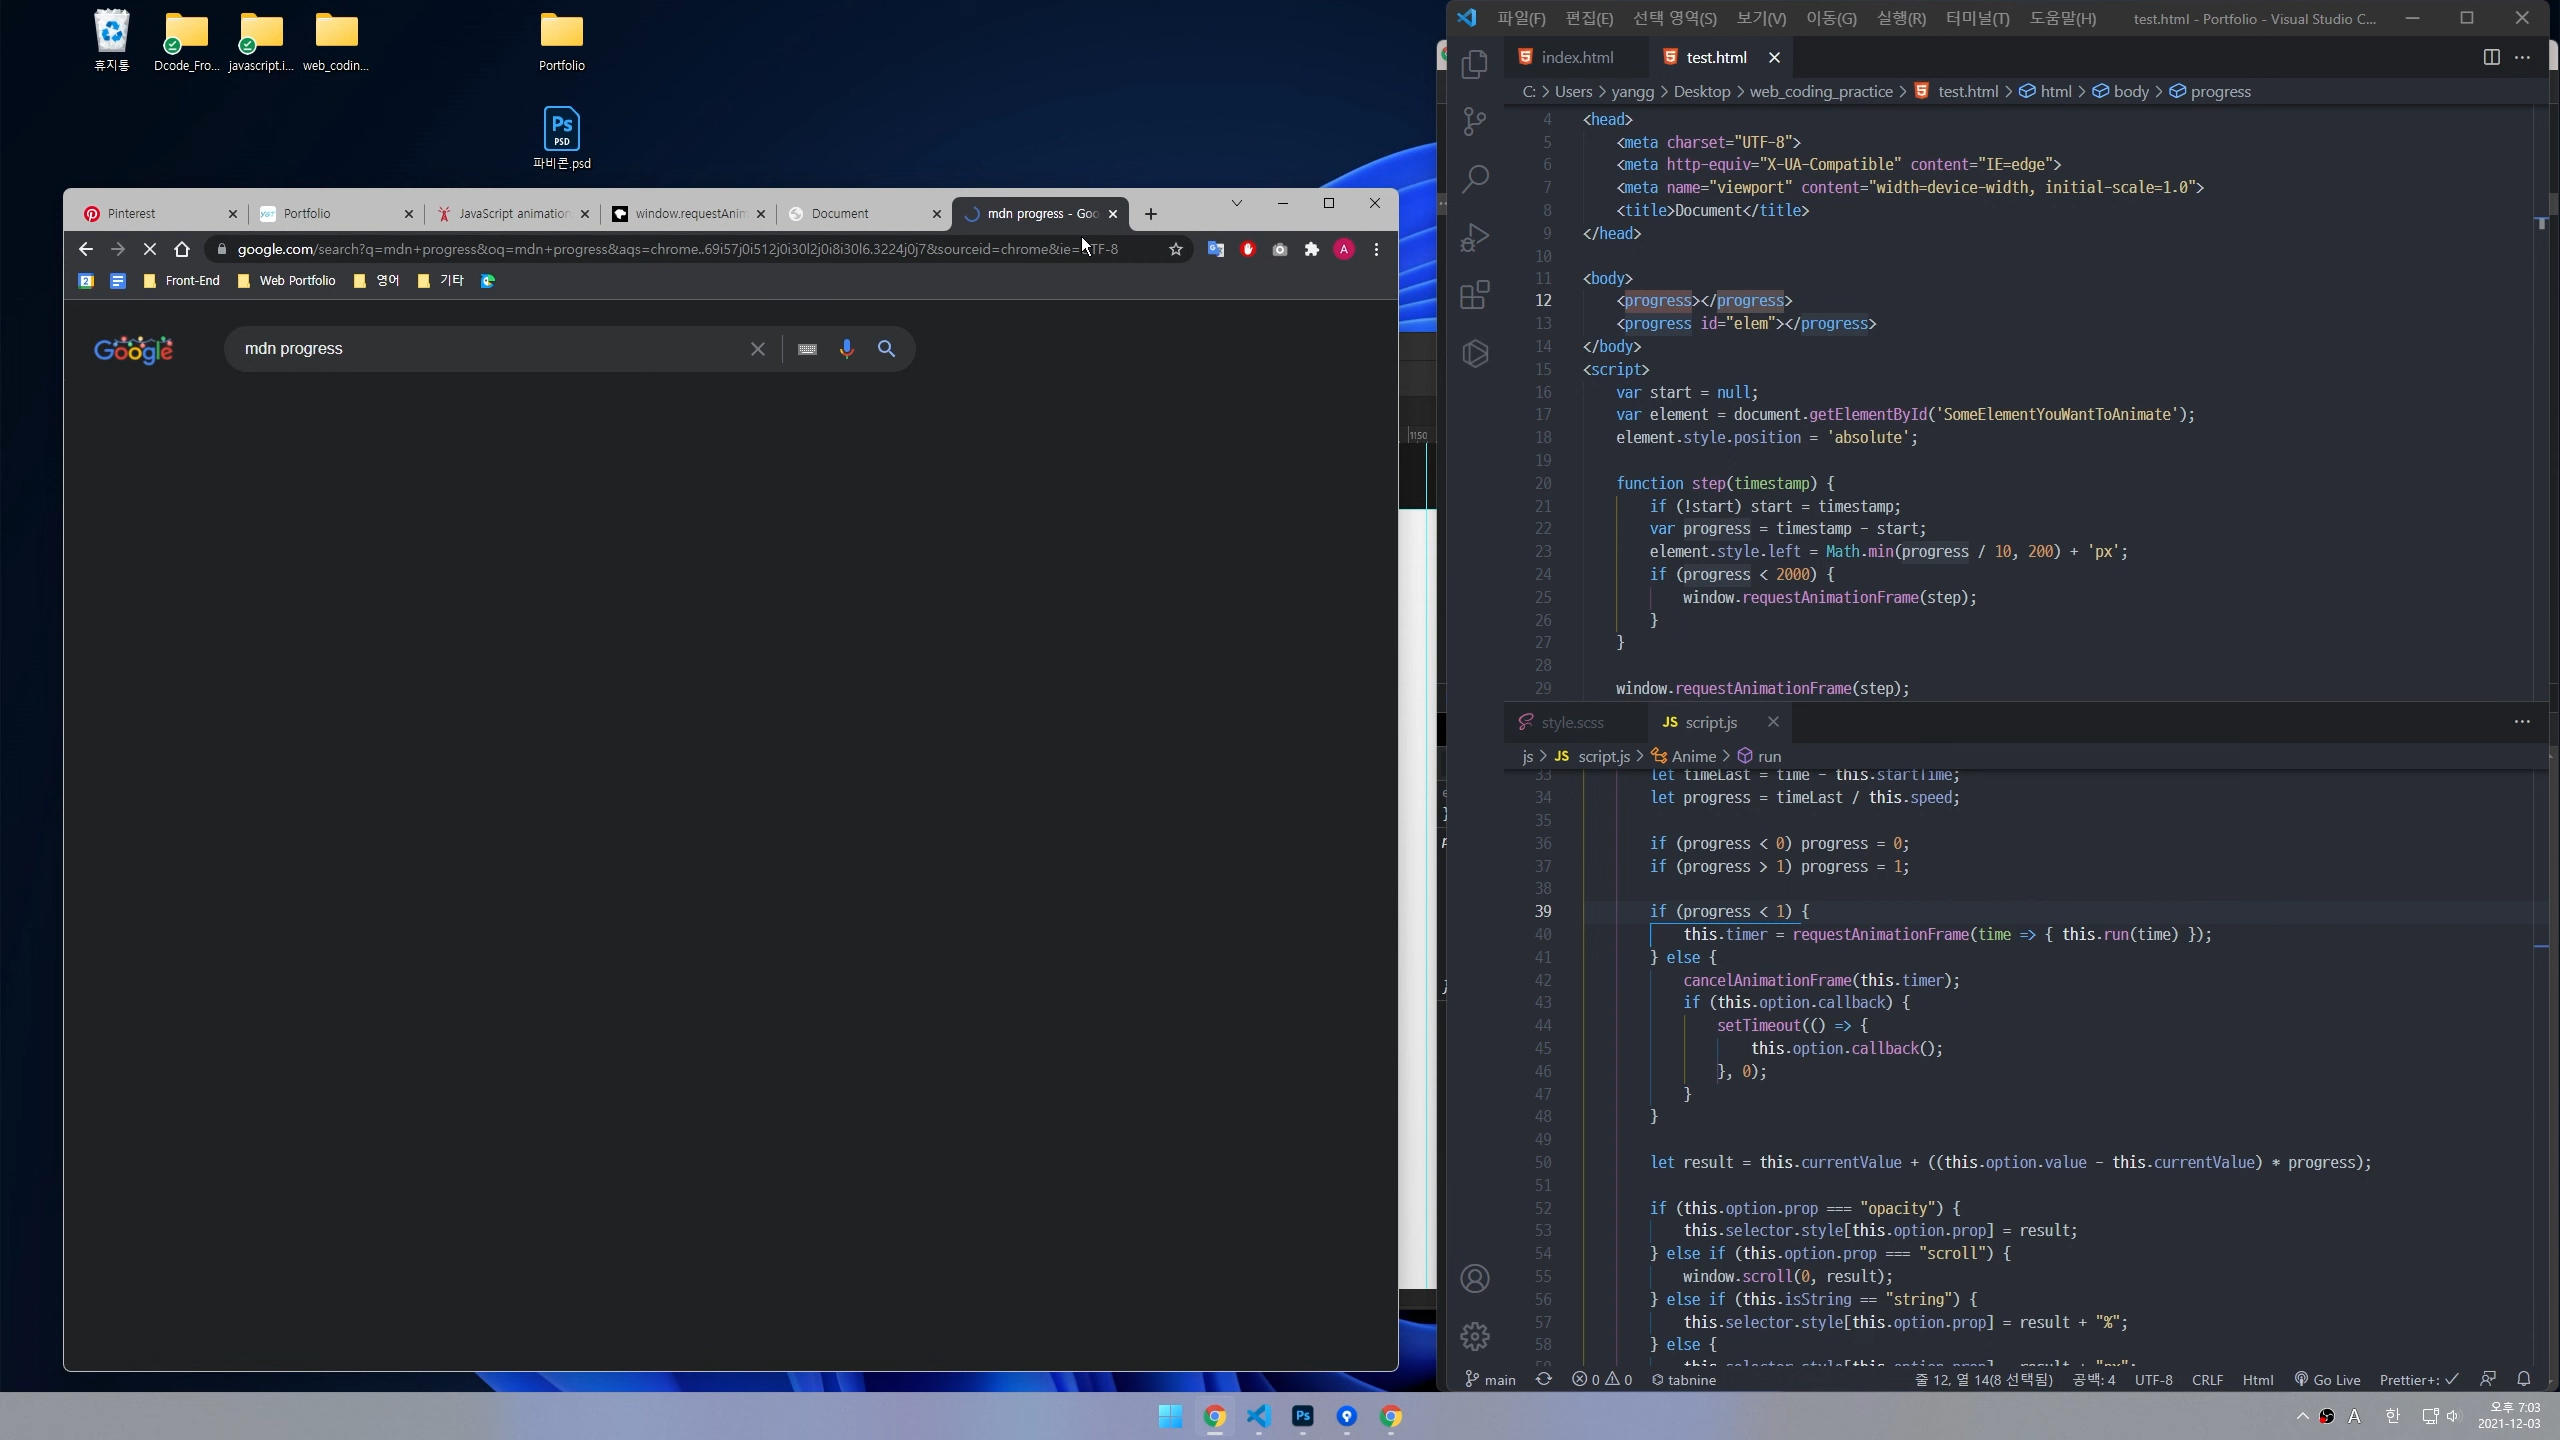 휴지통
Dcode_Fro...
javascript.i...
web_codin...
Portfolio
Ps
PSD
파비콘.psd
Pinterest
Portfolio
JavaScript animation
window.requestAnim
Document
mdn progress - Goo
google.com/search?q=mdn+progress&oq=mdn+progress&aqs=chrome..69i57j0i512j0i30l2j0i8i30l6.3224j0j7&sourceid=chrome&ie=UTF-8
A
Front-End
Web Portfolio
영어
기타
Google
mdn progress
1150
파일(F) 편집(E) 선택 영역(S) 보기(V) 이동(G) 실행(R) 터미널(T) 도움말(H)
test.html - Portfolio - Visual Studio C...
index.html
test.html
C: > Users > yangg > Desktop > web_coding_practice > test.html > html > body > progress
4 <head>
5 <meta charset="UTF-8">
6 <meta http-equiv="X-UA-Compatible" content="IE=edge">
7 <meta name="viewport" content="width=device-width, initial-scale=1.0">
8 <title>Document</title>
9 </head>
10
11 <body>
12 <progress></progress>
13 <progress id="elem"></progress>
14 </body>
15 <script>
16 var start = null;
17 var element = document.getElementById('SomeElementYouWantToAnimate');
18 element.style.position = 'absolute';
19
20 function step(timestamp) {
21 if (!start) start = timestamp;
22 var progress = timestamp - start;
23 element.style.left = Math.min(progress / 10, 200) + 'px';
24 if (progress < 2000) {
25 window.requestAnimationFrame(step);
26 }
27 }
28
29 window.requestAnimationFrame(step);
style.scss
JS script.js
js > JS script.js > Anime > run
33 let timeLast = time - this.startTime;
34 let progress = timeLast / this.speed;
35
36 if (progress < 0) progress = 0;
37 if (progress > 1) progress = 1;
38
39 if (progress < 1) {
40 this.timer = requestAnimationFrame(time => { this.run(time) });
41 } else {
42 cancelAnimationFrame(this.timer);
43 if (this.option.callback) {
44 setTimeout(() => {
45 this.option.callback();
46 }, 0);
47 }
48 }
49
50 let result = this.currentValue + ((this.option.value - this.currentValue) * progress);
51
52 if (this.option.prop === "opacity") {
53 this.selector.style[this.option.prop] = result;
54 } else if (this.option.prop === "scroll") {
55 window.scroll(0, result);
56 } else if (this.isString == "string") {
57 this.selector.style[this.option.prop] = result + "%";
58 } else {
main
0 0
tabnine
줄 12, 열 14(8 선택됨)
공백: 4
UTF-8
CRLF
Html
Go Live
Prettier+:
Ps
A
한
오후 7:03
2021-12-03